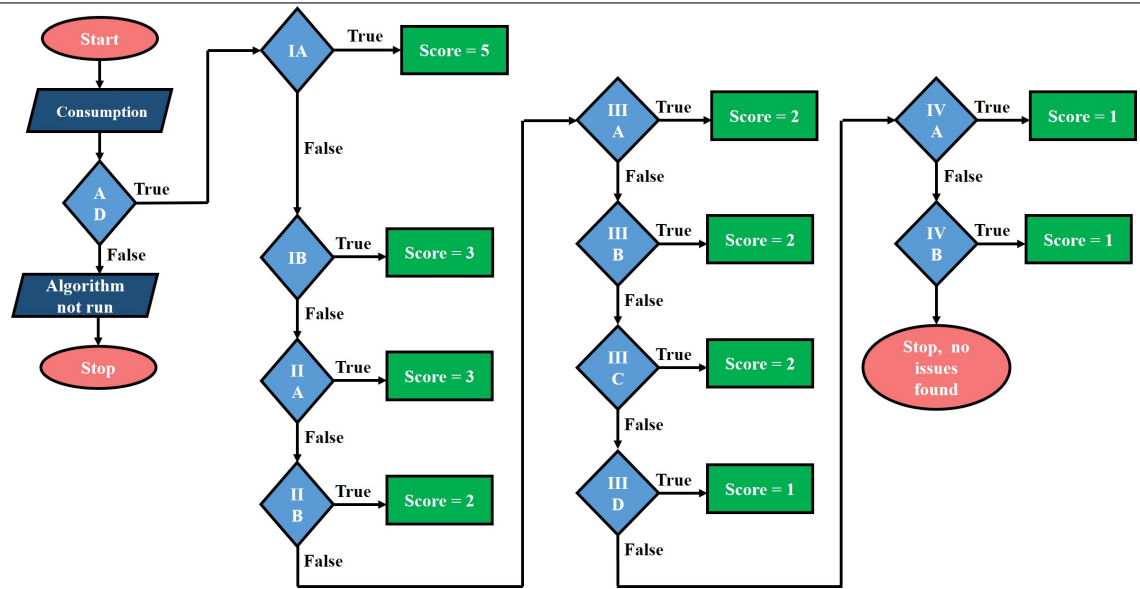 Start
Consumption
A
D
True
False
Algorithm
not run
Stop
IA
True
Score = 5
False
IB
True
Score = 3
False
II
A
True
Score = 3
False
II
B
True
Score = 2
False
III
A
True
Score = 2
False
III
B
True
Score = 2
False
III
C
True
Score = 2
False
III
D
True
Score = 1
False
IV
A
True
Score = 1
False
IV
B
True
Score = 1
Stop, no
issues
found